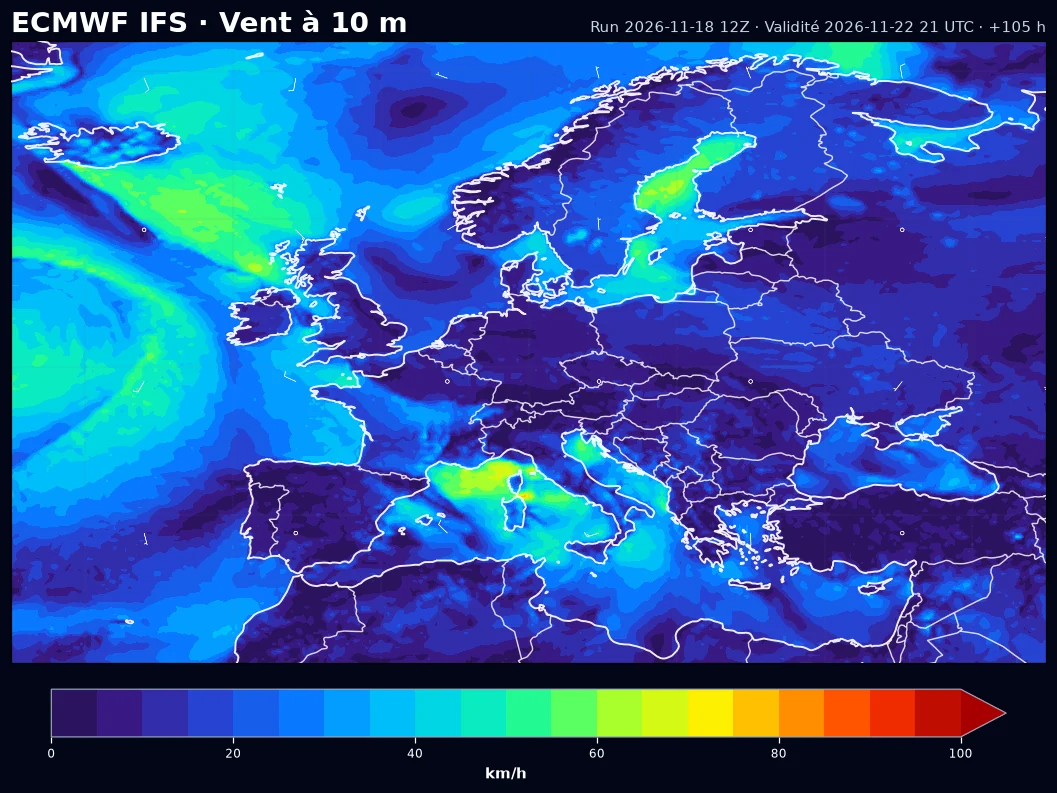 ECMWF IFS · Vent à 10 m
Run 2026-11-18 12Z · Validité 2026-11-22 21 UTC · +105 h
0 20 40 60 80 100
km/h